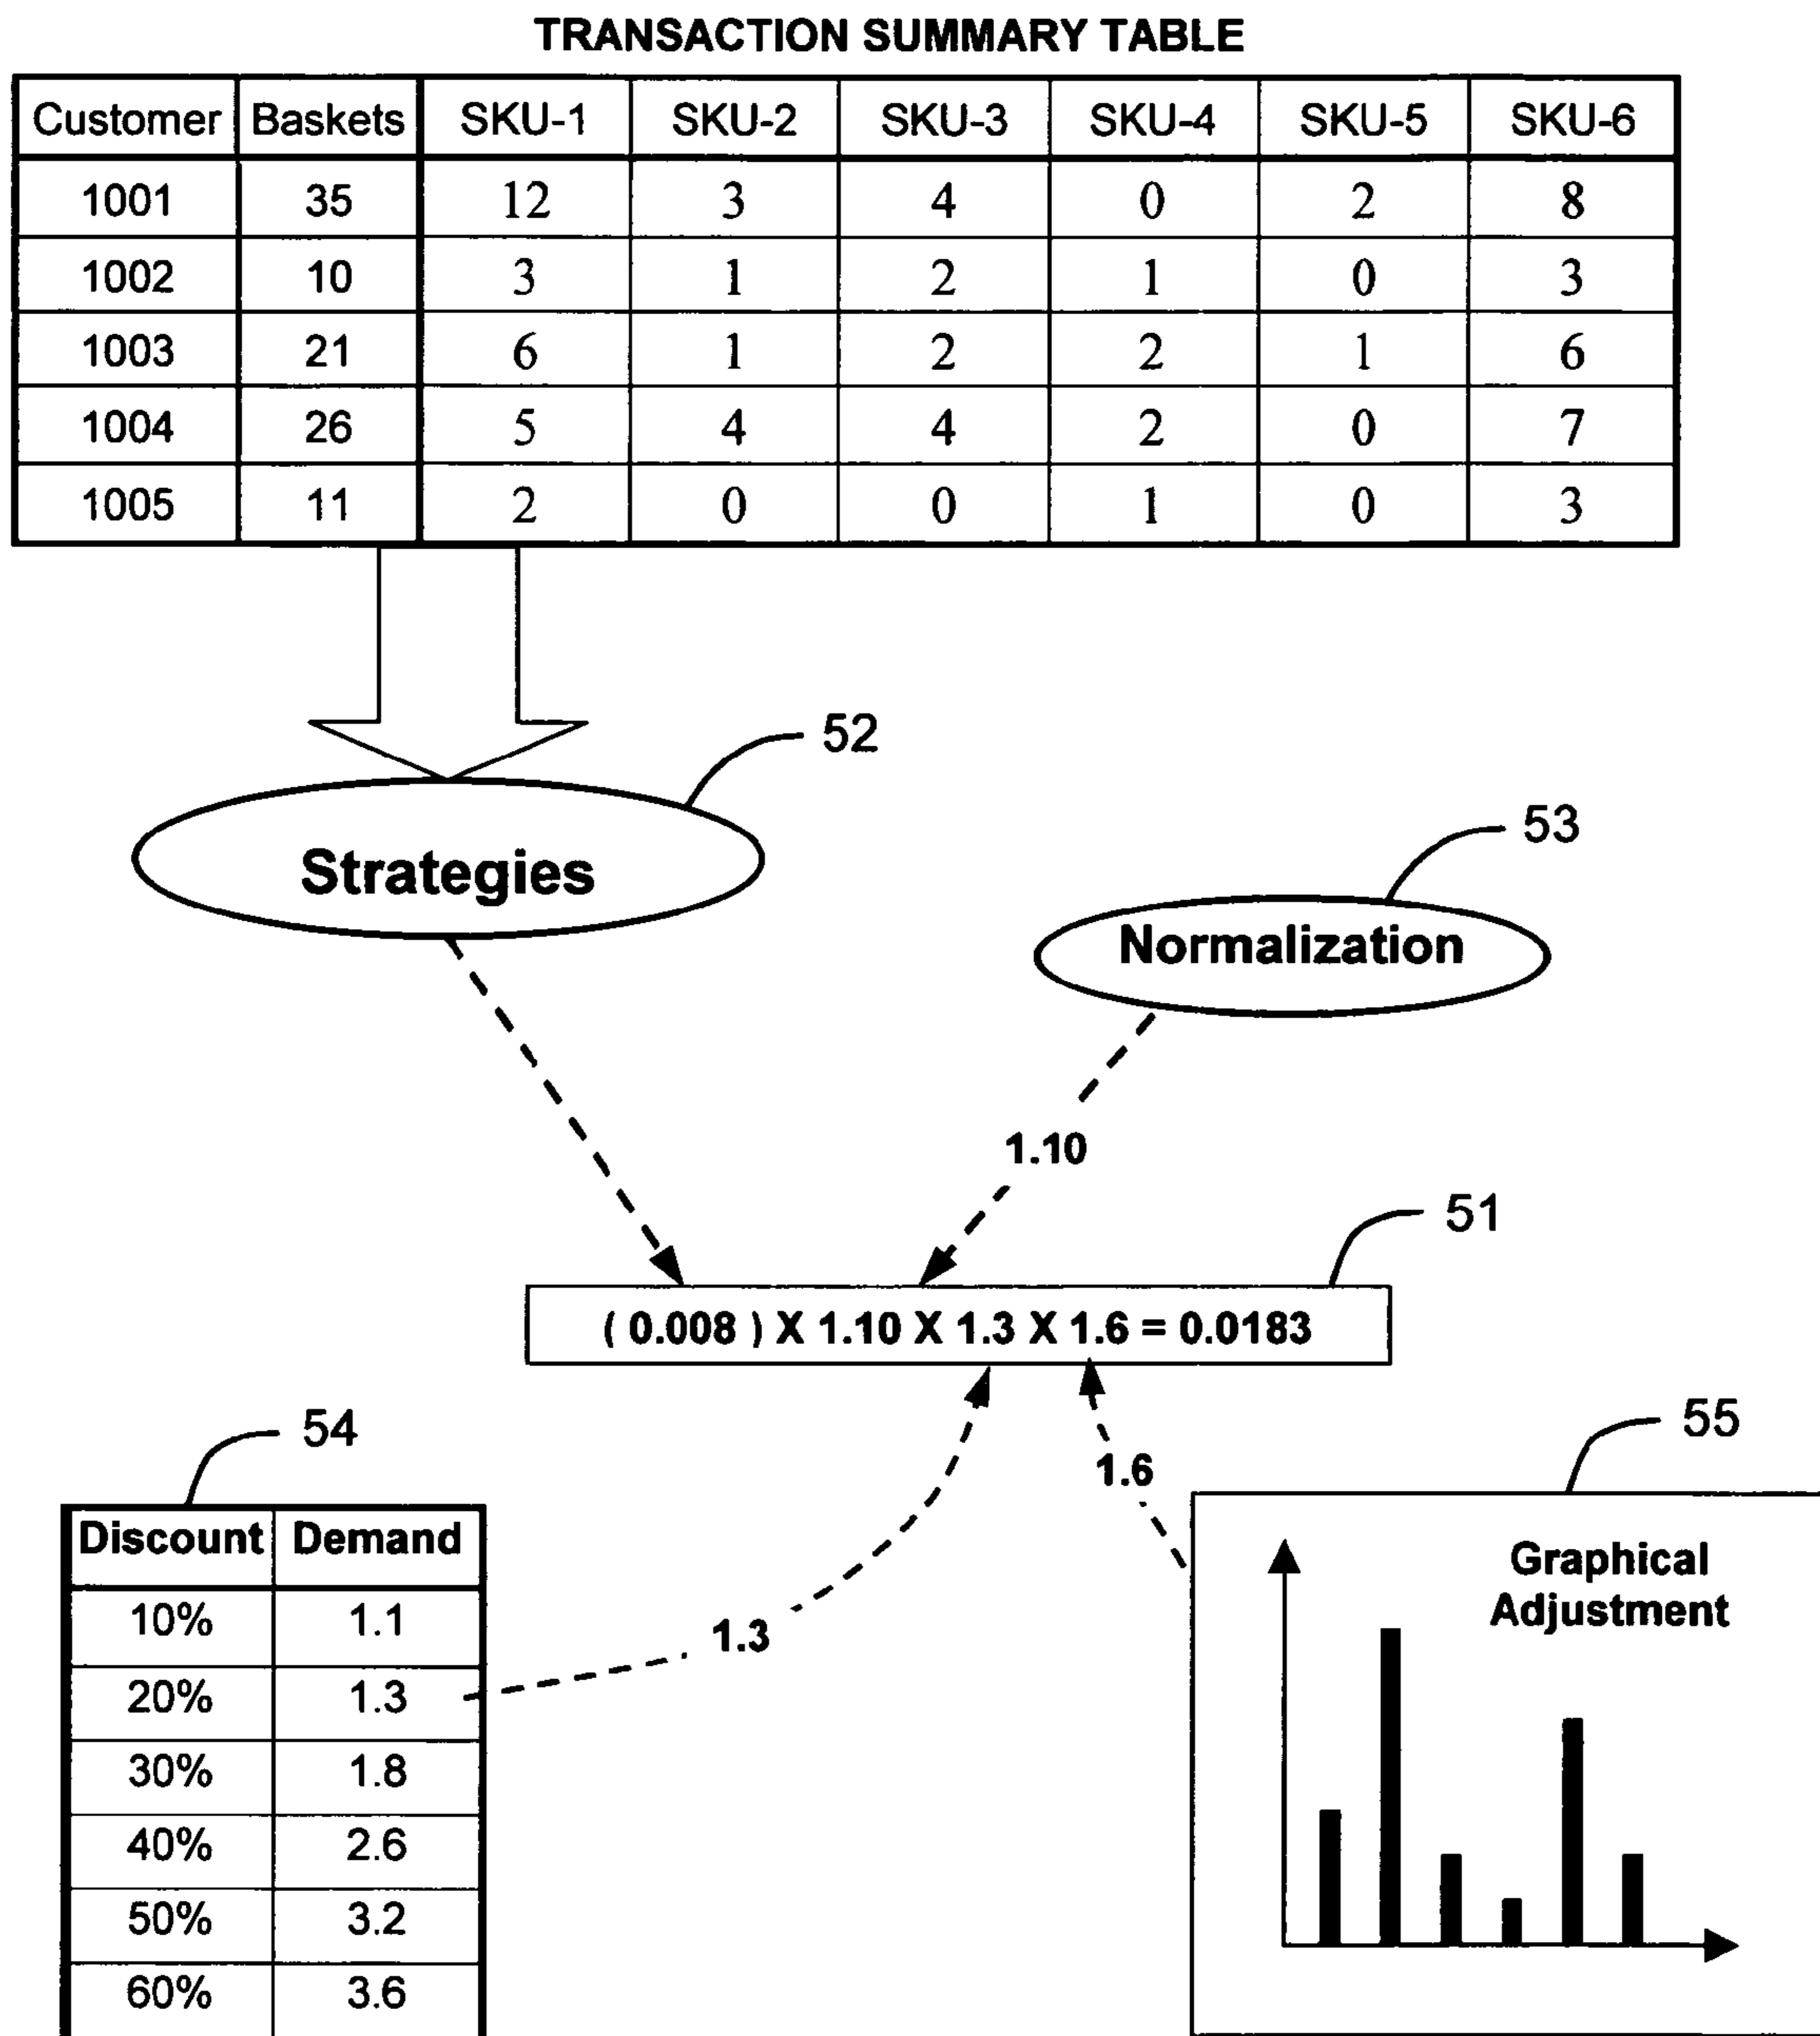 TRANSACTION SUMMARY TABLE
Customer Baskets SKU-1 SKU-2 SKU-3 SKU-4 SKU-5 SKU-6
1001 35 12 3 4 0 2 8
1002 10 3 1 2 1 0 3
1003 21 6 1 2 2 1 6
1004 26 5 4 4 2 0 7
1005 11 2 0 0 1 0 3
52
Strategies
53
Normalization
1.10
51
( 0.008 ) X 1.10 X 1.3 X 1.6 = 0.0183
54
55
1.6
1.3
Discount Demand
10% 1.1
20% 1.3
30% 1.8
40% 2.6
50% 3.2
60% 3.6
Graphical
Adjustment